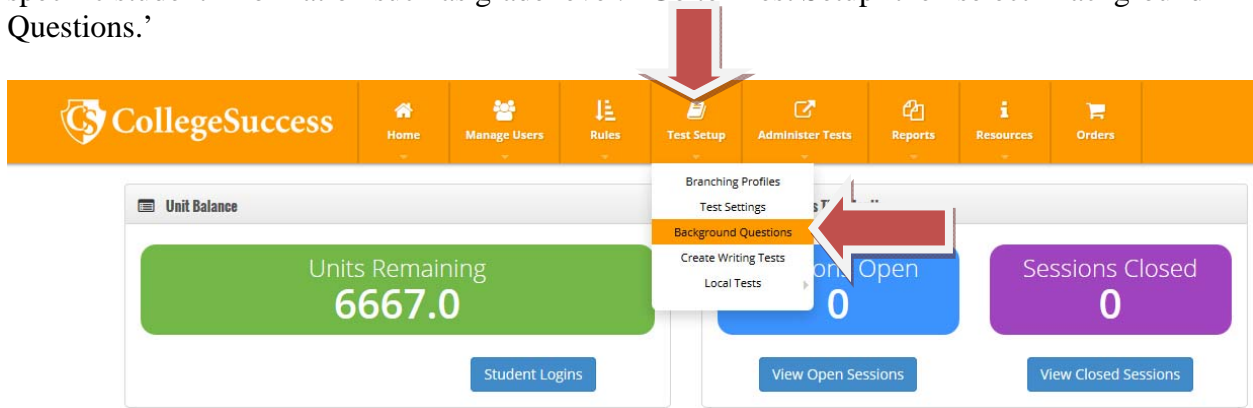 Questions.’
CS CollegeSuccess
Home
Manage Users
Rules
Test Setup
Administer Tests
Reports
Resources
Orders
Branching Profiles
Test Settings
Background Questions
Create Writing Tests
Local Tests
Unit Balance
Units Remaining
6667.0
Student Logins
Open
0
View Open Sessions
Sessions Closed
0
View Closed Sessions